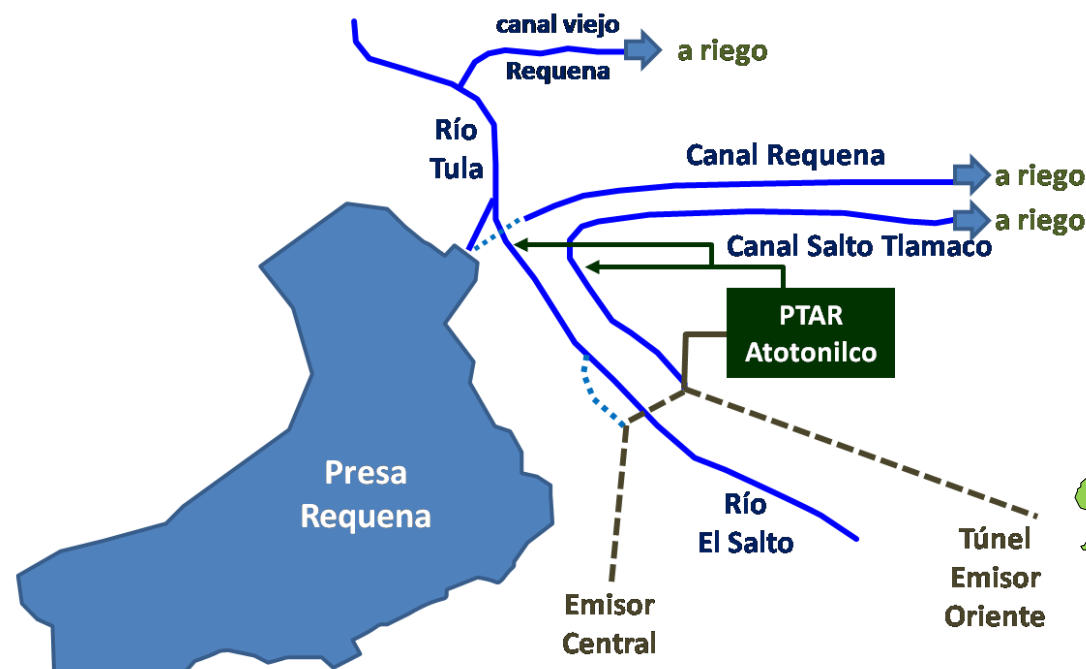 canal viejo
Requena
a riego
Río
Tula
Canal Requena
a riego
a riego
Canal Salto Tlamaco
PTAR
Atotonilco
Presa
Requena
Río
El Salto
Túnel
Emisor
Oriente
Emisor
Central